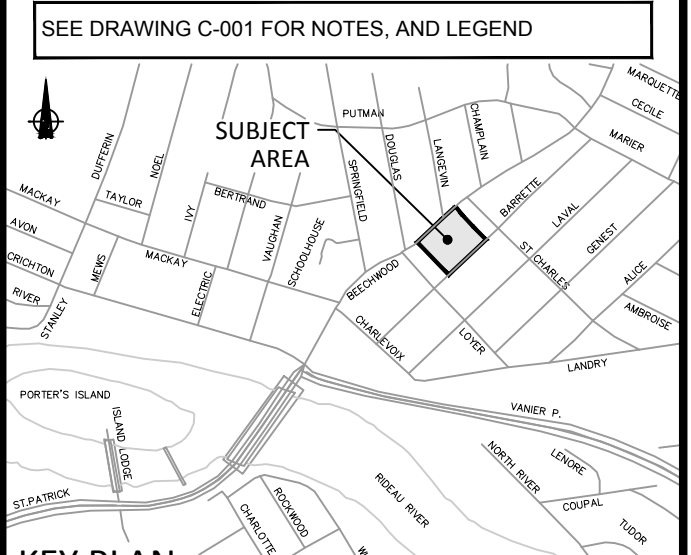 SEE DRAWING C-001 FOR NOTES, AND LEGEND
MARQUETTE
CECILE
MARIER
PUTMAN
CHAMPLAIN
SUBJECT
AREA
DOUGLAS
LANGEVIN
DUFFERIN
NOEL
SPRINGFIELD
BARRETTE
MACKAY
TAYLOR
BERTRAND
IVY
LAVAL
VAUGHAN
SCHOOLHOUSE
GENEST
AVON
ST. CHARLES
MEWS
MACKAY
CRICHTON
ELECTRIC
BEECHWOOD
ALICE
RIVER
STANLEY
AMBROISE
CHARLEVOIX
LOYER
LANDRY
PORTER'S ISLAND
VANIER P.
ISLAND LODGE
NORTH RIVER
LENORE
RIDEAU RIVER
ST.PATRICK
ROCKWOOD
COUPAL
CHARLOTTE
TUDOR
KEY PLAN